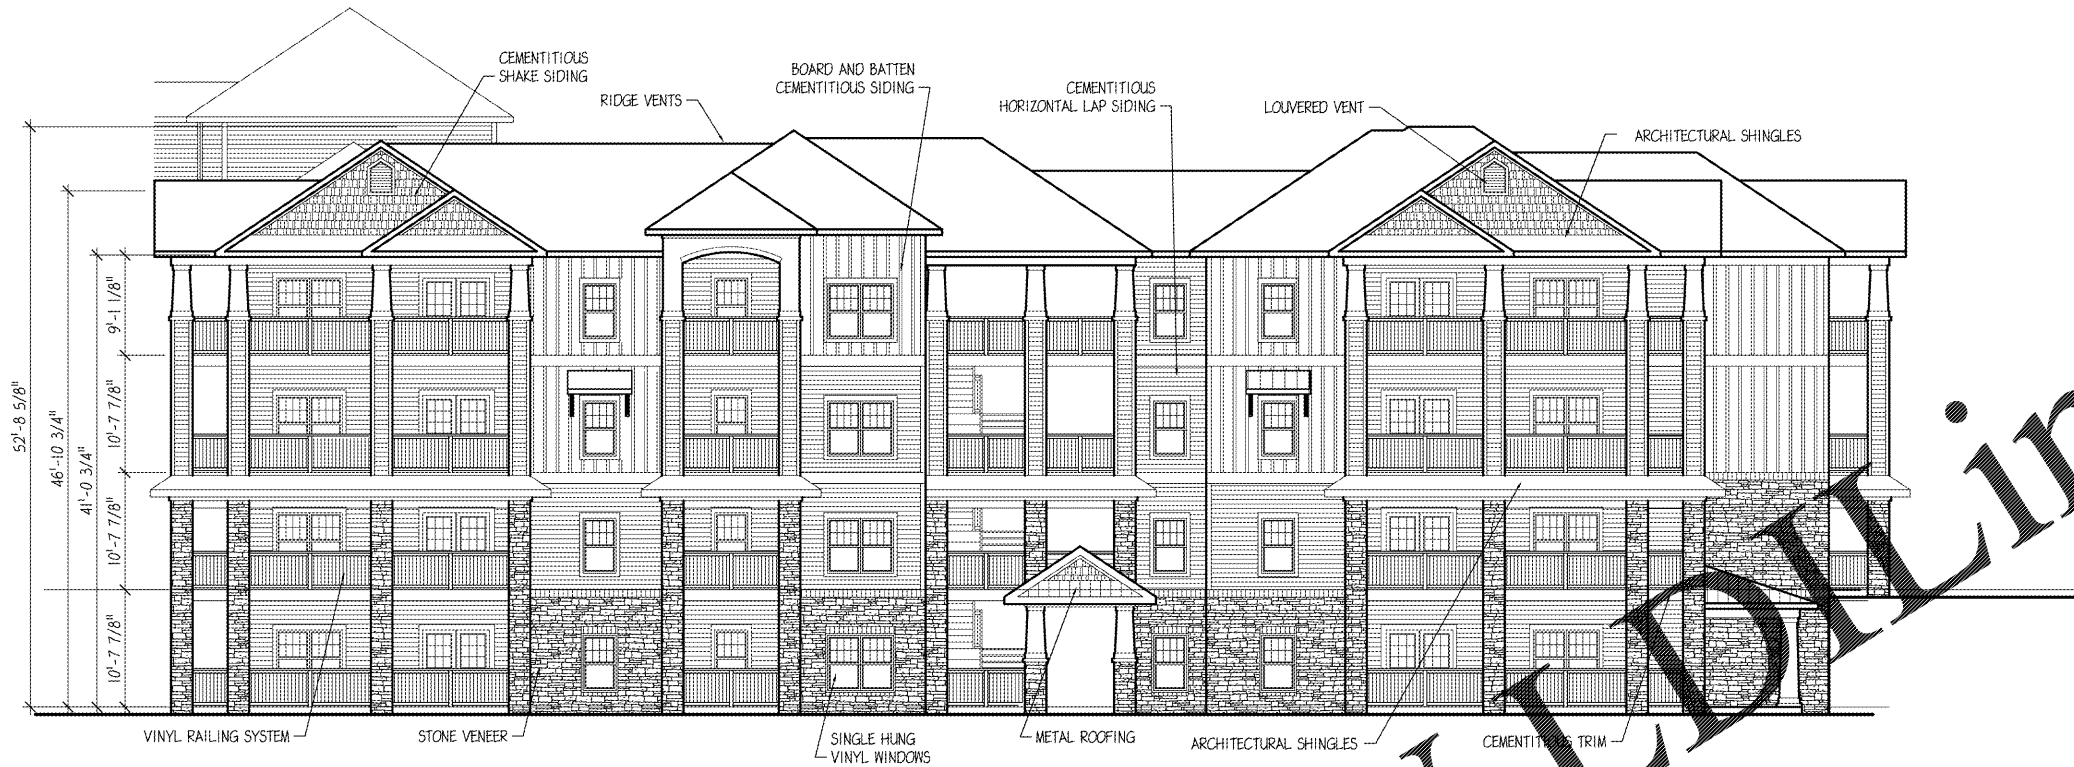 CEMENTITIOUS
SHAKE SIDING
RIDGE VENTS
BOARD AND BATTEN
CEMENTITIOUS SIDING
CEMENTITIOUS
HORIZONTAL LAP SIDING
LOUVERED VENT
ARCHITECTURAL SHINGLES
52'-8 5/8"
46'-10 3/4"
41'-0 3/4"
9'-1 1/8"
10'-7 7/8"
10'-7 7/8"
10'-7 7/8"
VINYL RAILING SYSTEM
STONE VENEER
SINGLE HUNG
VINYL WINDOWS
METAL ROOFING
ARCHITECTURAL SHINGLES
CEMENTITIOUS TRIM